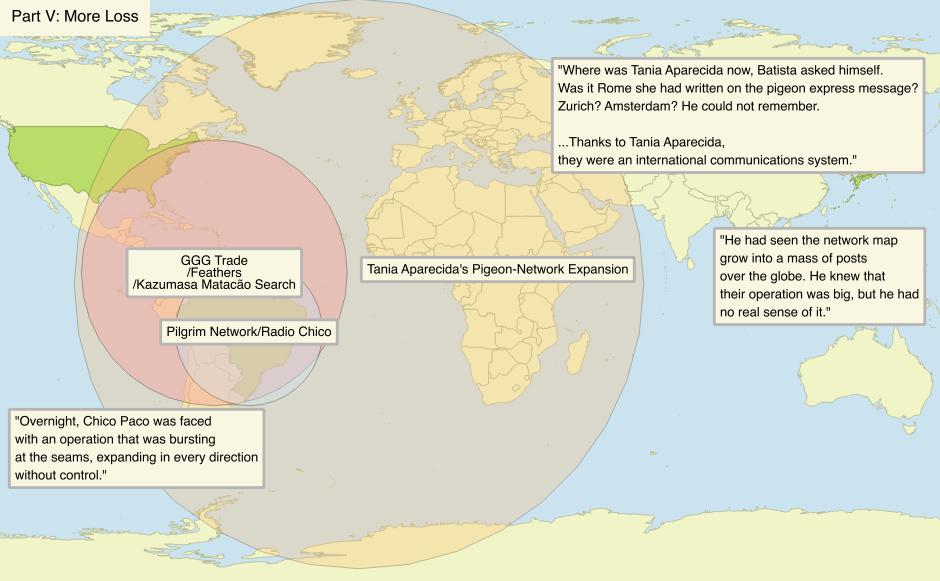 Part V: More Loss
"Where was Tania Aparecida now, Batista asked himself.
Was it Rome she had written on the pigeon express message?
Zurich? Amsterdam? He could not remember.
...Thanks to Tania Aparecida,
they were an international communications system."
"He had seen the network map
grow into a mass of posts
over the globe. He knew that
their operation was big, but he had
no real sense of it."
GGG Trade
/Feathers
/Kazumasa Matacão Search
Tania Aparecida's Pigeon-Network Expansion
Pilgrim Network/Radio Chico
"Overnight, Chico Paco was faced
with an operation that was bursting
at the seams, expanding in every direction
without control."